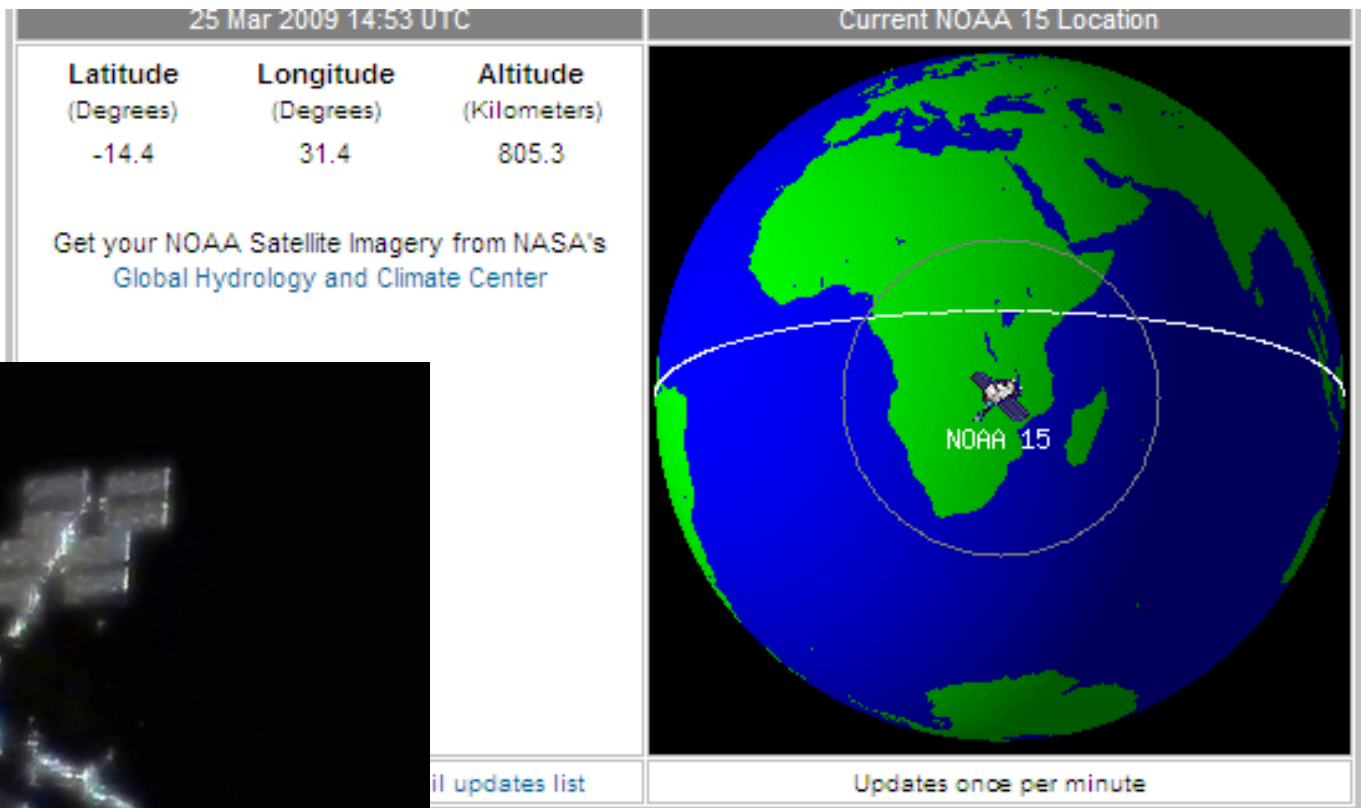 25 Mar 2009 14:53 UTC
Current NOAA 15 Location
Latitude Longitude Altitude
(Degrees) (Degrees) (Kilometers)
-14.4 31.4 805.3
Get your NOAA Satellite Imagery from NASA's
Global Hydrology and Climate Center
NOAA 15
il updates list
Updates once per minute